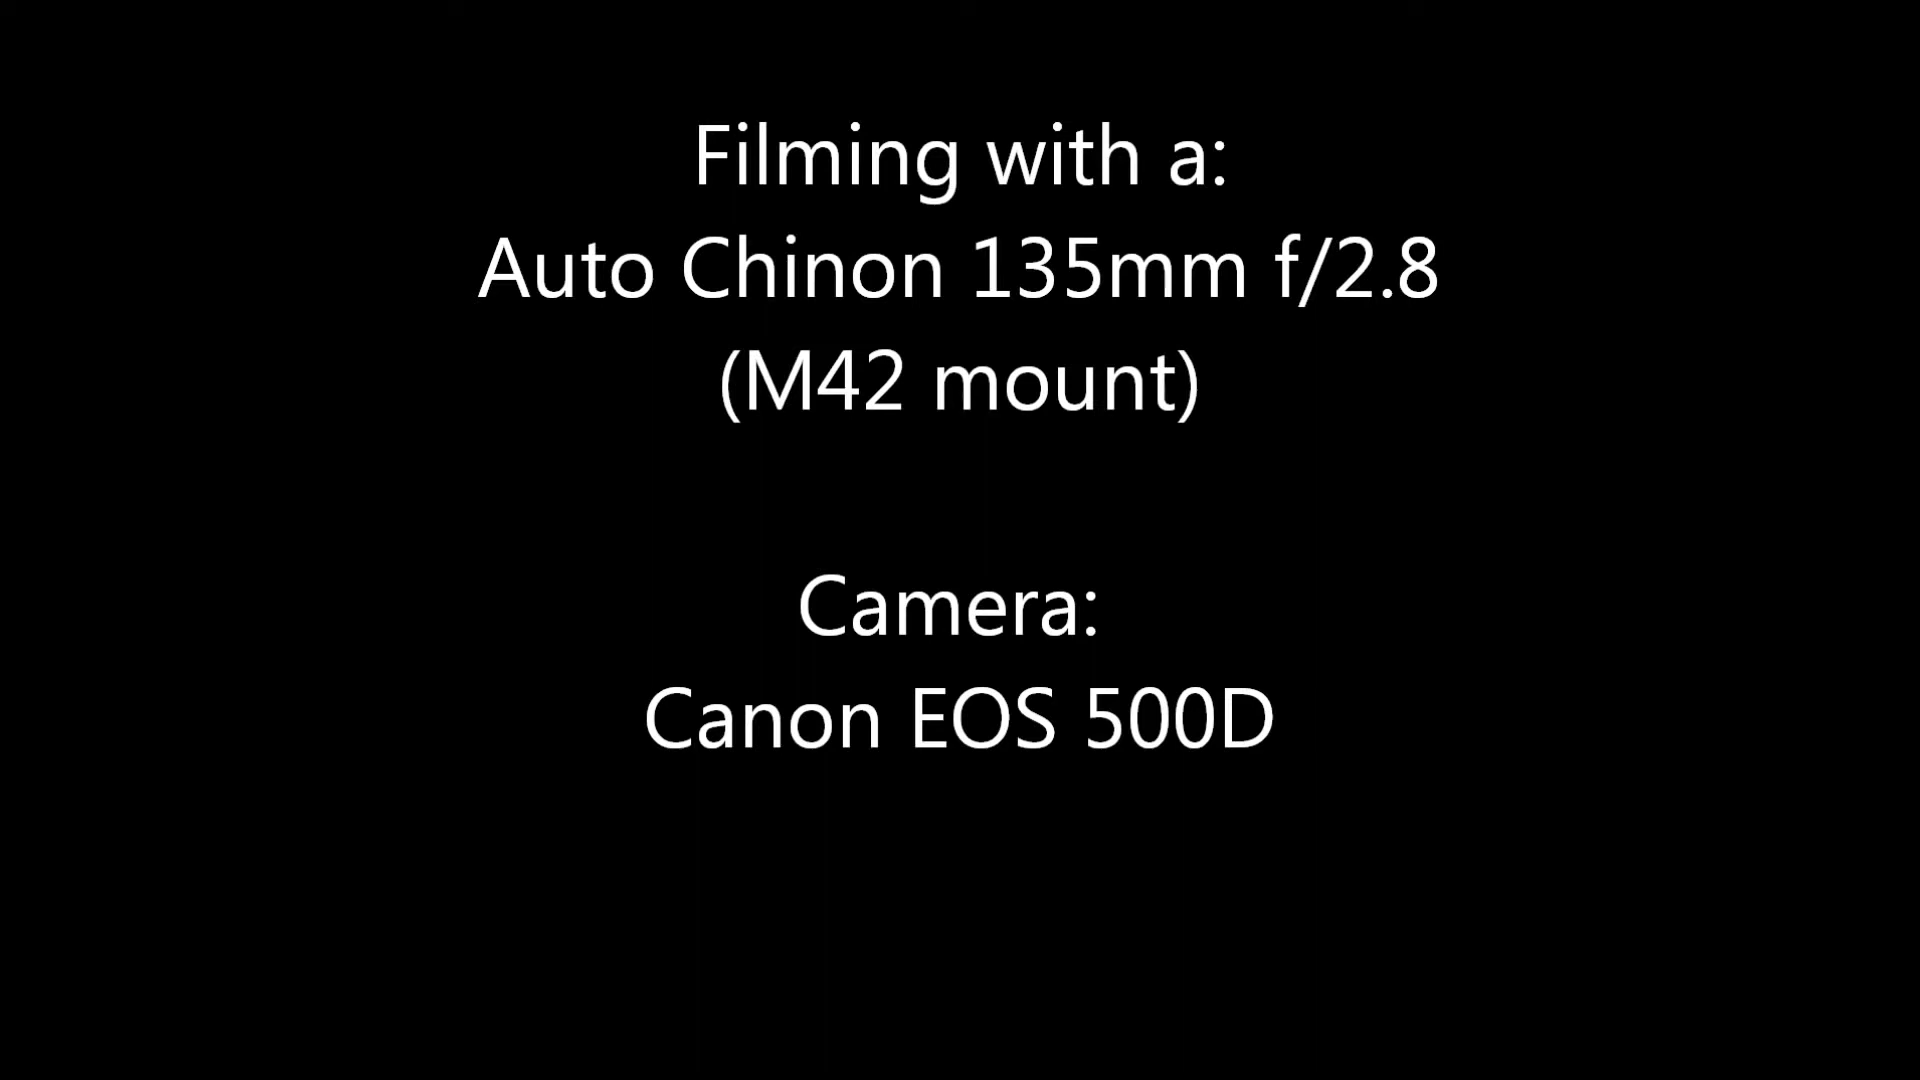 Filming with a:
Auto Chinon 135mm f/2.8
(M42 mount)
Camera:
Canon EOS 500D